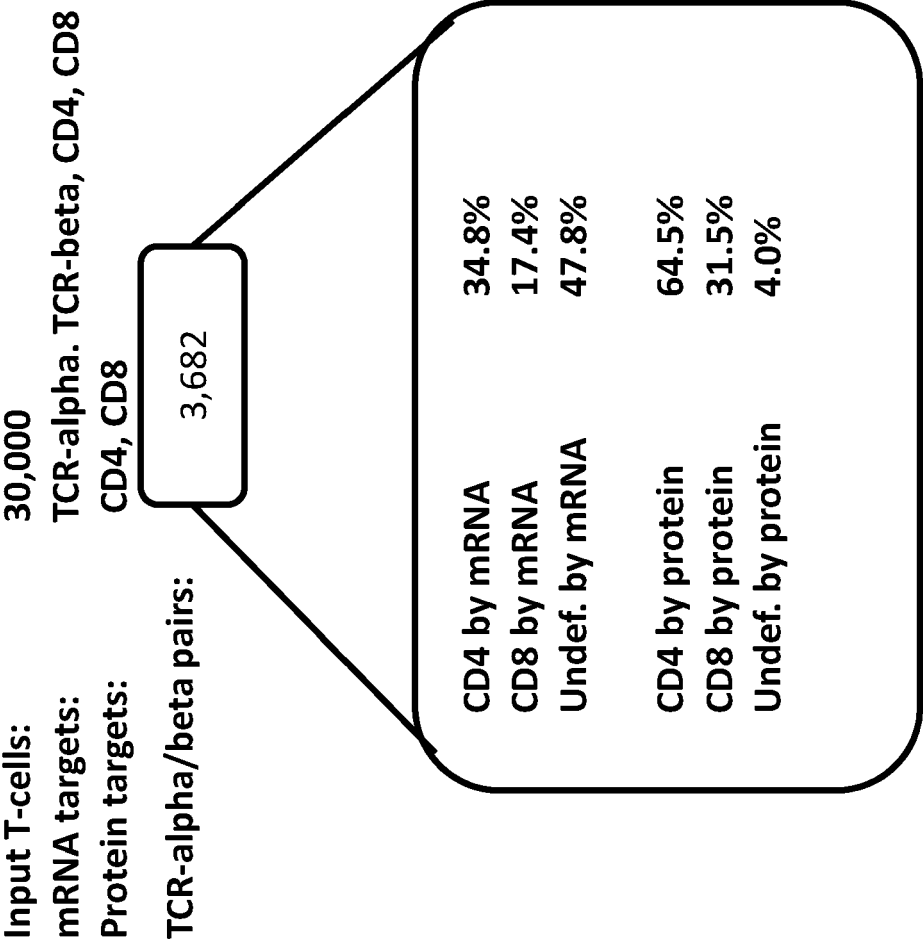 Input T-cells: 30,000
mRNA targets: TCR-alpha. TCR-beta, CD4, CD8
Protein targets: CD4, CD8
TCR-alpha/beta pairs: 3,682
CD4 by mRNA 34.8%
CD8 by mRNA 17.4%
Undef. by mRNA 47.8%
CD4 by protein 64.5%
CD8 by protein 31.5%
Undef. by protein 4.0%